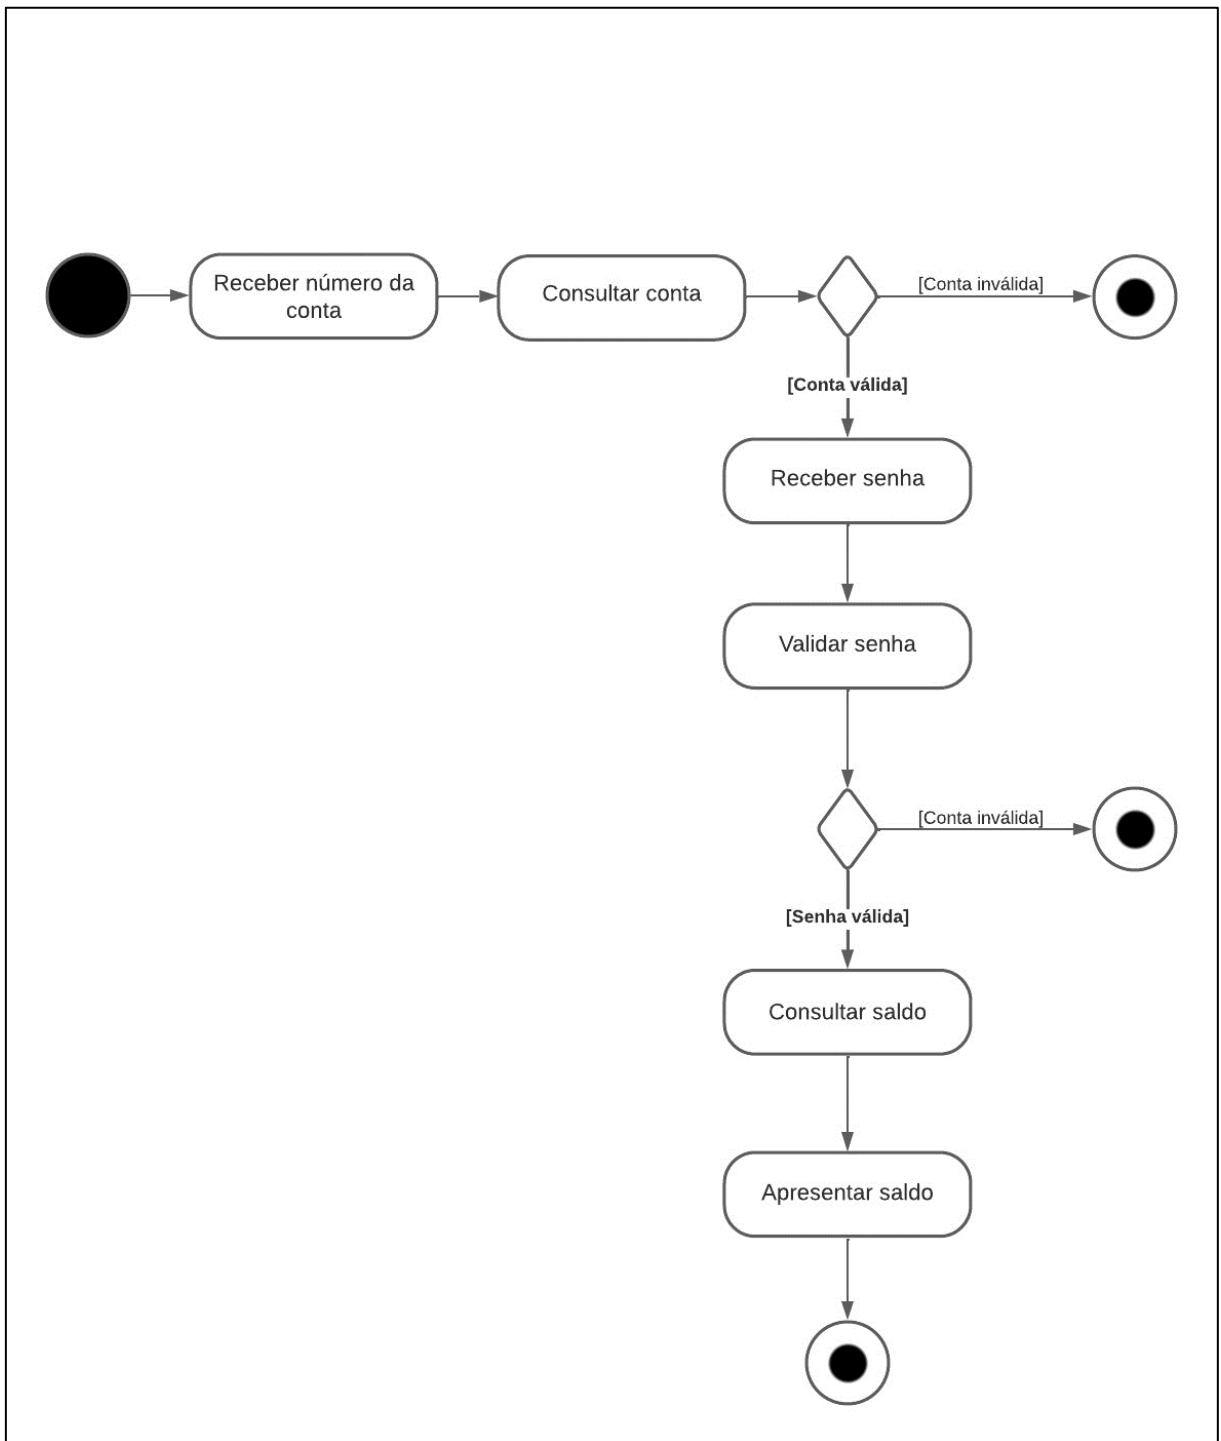 Receber número da
conta
Consultar conta
[Conta inválida]
[Conta válida]
Receber senha
Validar senha
[Conta inválida]
[Senha válida]
Consultar saldo
Apresentar saldo